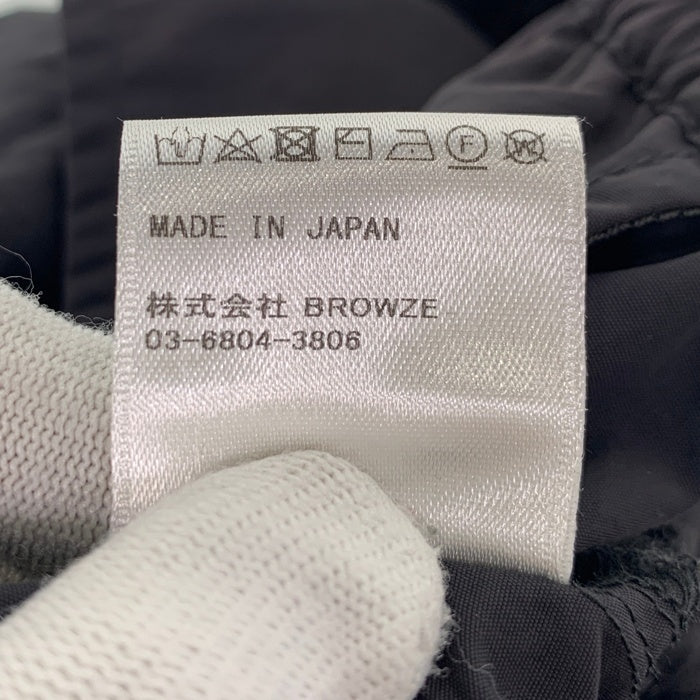 F W
MADE IN JAPAN
株式会社 BROWZE
03-6804-3806